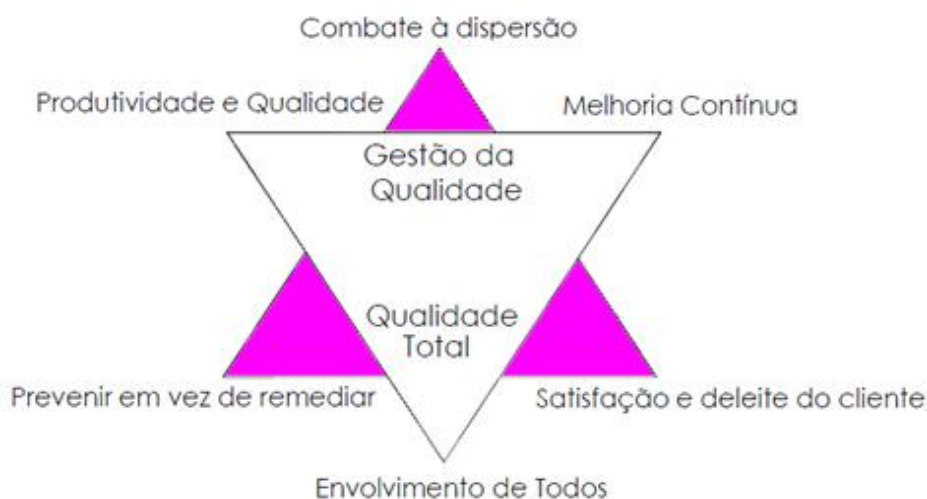 Combate à dispersão
Produtividade e Qualidade
Melhoria Contínua
Gestão da
Qualidade
Qualidade
Total
Prevenir em vez de remediar
Satisfação e deleite do cliente
Envolvimento de Todos